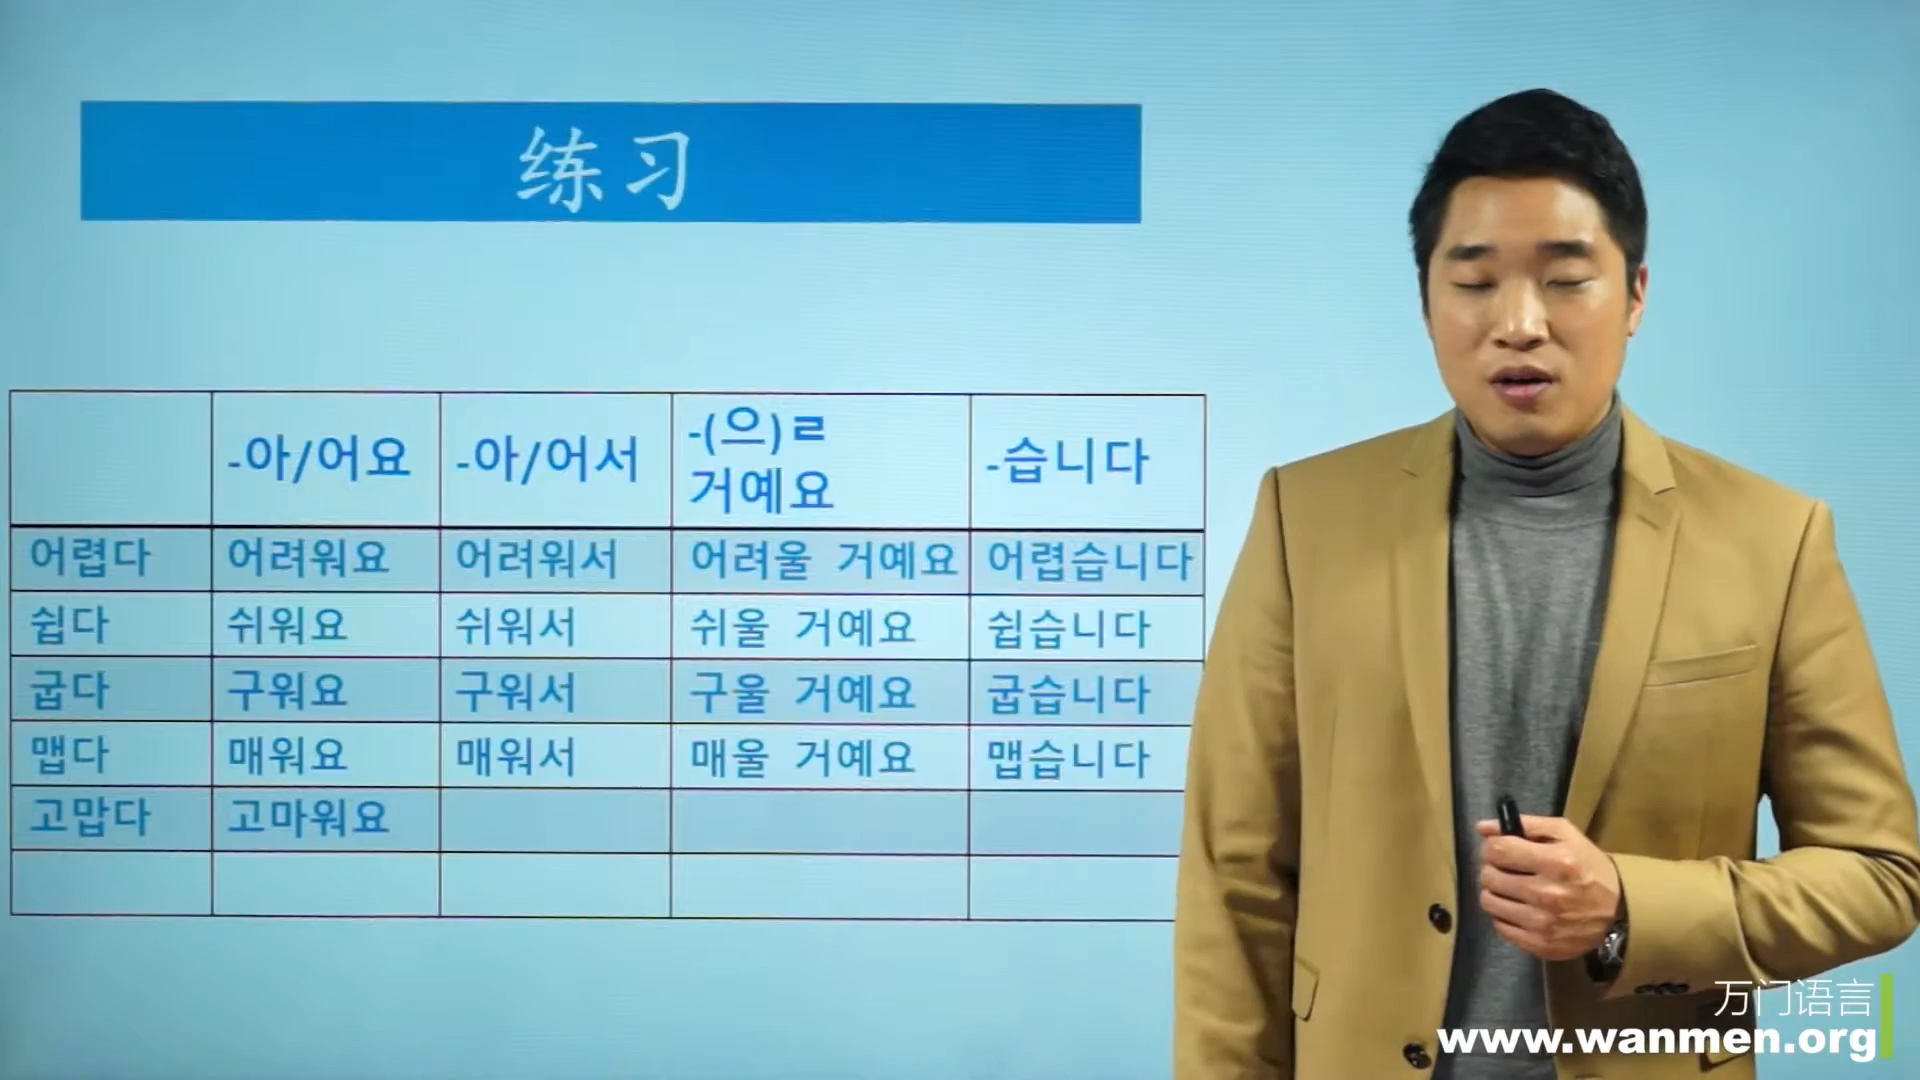 练习
-아/어요 -아/어서 -(으)ㄹ 거예요 -습니다
어렵다 어려워요 어려워서 어려울 거예요 어렵습니다
쉽다 쉬워요 쉬워서 쉬울 거예요 쉽습니다
굽다 구워요 구워서 구울 거예요 굽습니다
맵다 매워요 매워서 매울 거예요 맵습니다
고맙다 고마워요
万门语言
www.wanmen.org